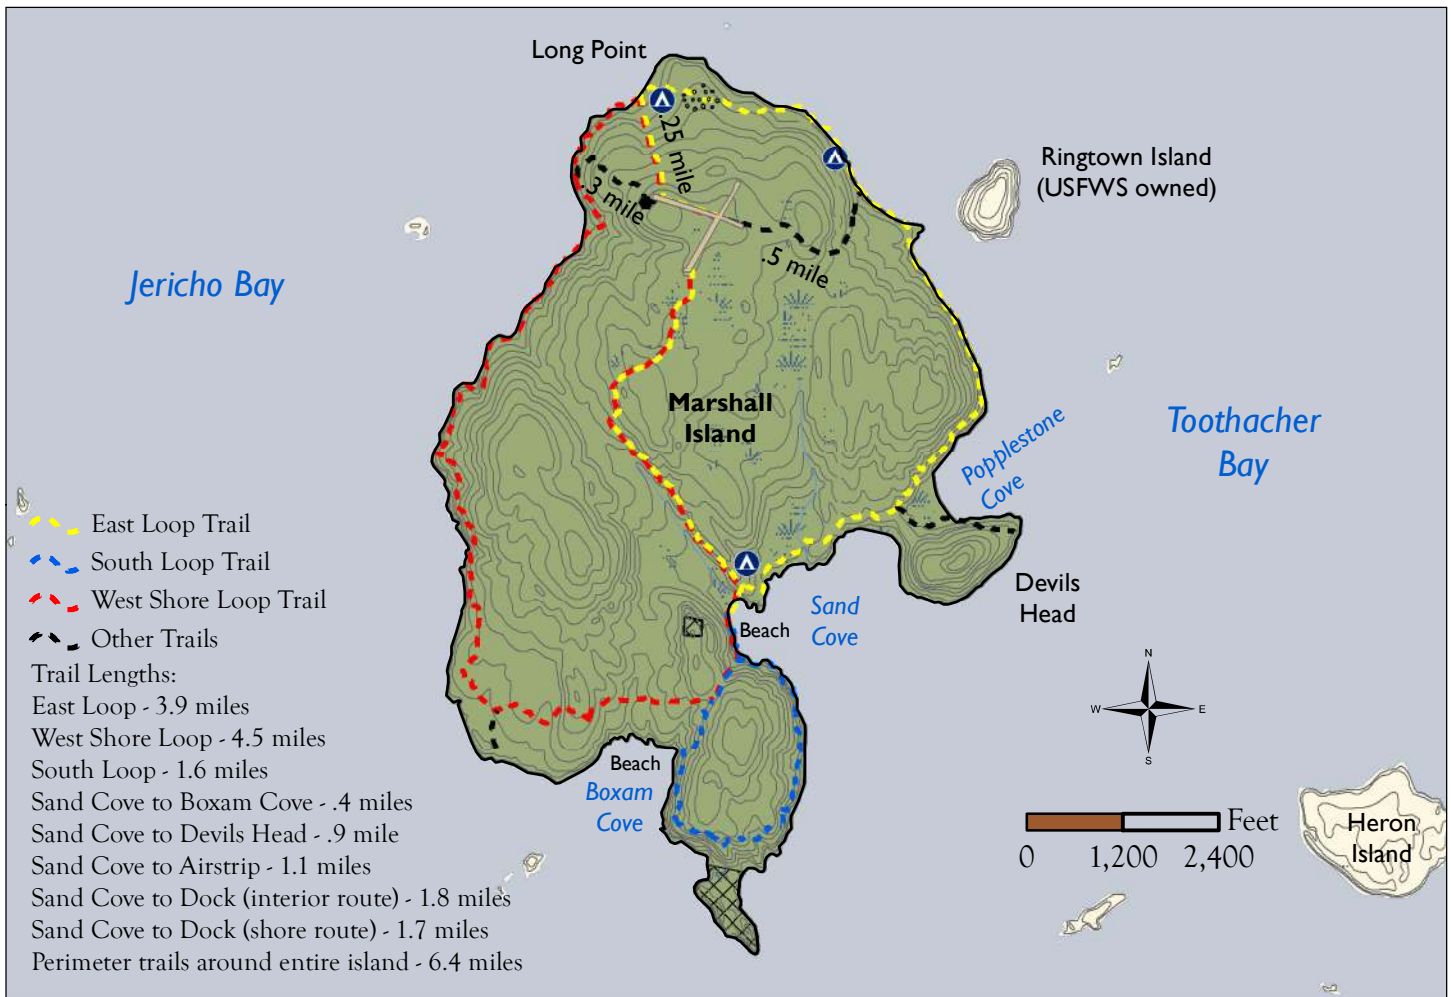 Long Point
.25 mile
.3 mile
.5 mile
Ringtown Island
(USFWS owned)
Jericho Bay
Marshall
Island
Toothacher
Bay
Popplestone
Cove
Devils
Head
Sand
Cove
Beach
Beach
Boxam
Cove
East Loop Trail
South Loop Trail
West Shore Loop Trail
Other Trails
Trail Lengths:
East Loop - 3.9 miles
West Shore Loop - 4.5 miles
South Loop - 1.6 miles
Sand Cove to Boxam Cove - .4 miles
Sand Cove to Devils Head - .9 mile
Sand Cove to Airstrip - 1.1 miles
Sand Cove to Dock (interior route) - 1.8 miles
Sand Cove to Dock (shore route) - 1.7 miles
Perimeter trails around entire island - 6.4 miles
N
W E
S
Feet
0 1,200 2,400
Heron
Island